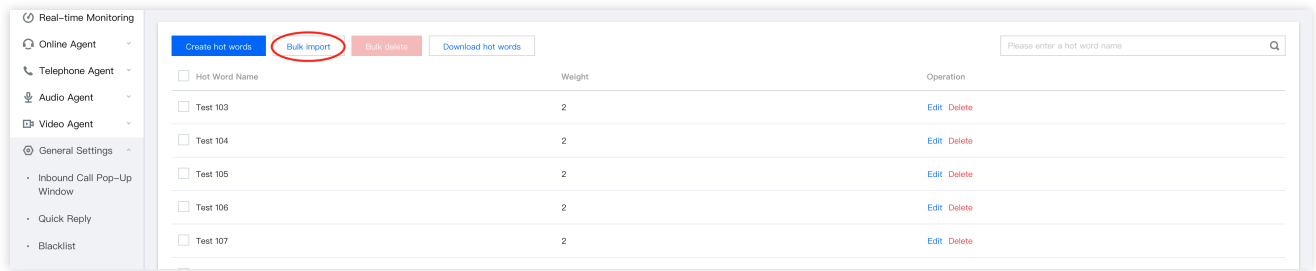 Real-time Monitoring
Online Agent
Telephone Agent
Audio Agent
Video Agent
General Settings
Inbound Call Pop-Up
Window
Quick Reply
Blacklist
Create hot words Bulk import Bulk delete Download hot words Please enter a hot word name
Hot Word Name Weight Operation
Test 103 2 Edit Delete
Test 104 2 Edit Delete
Test 105 2 Edit Delete
Test 106 2 Edit Delete
Test 107 2 Edit Delete